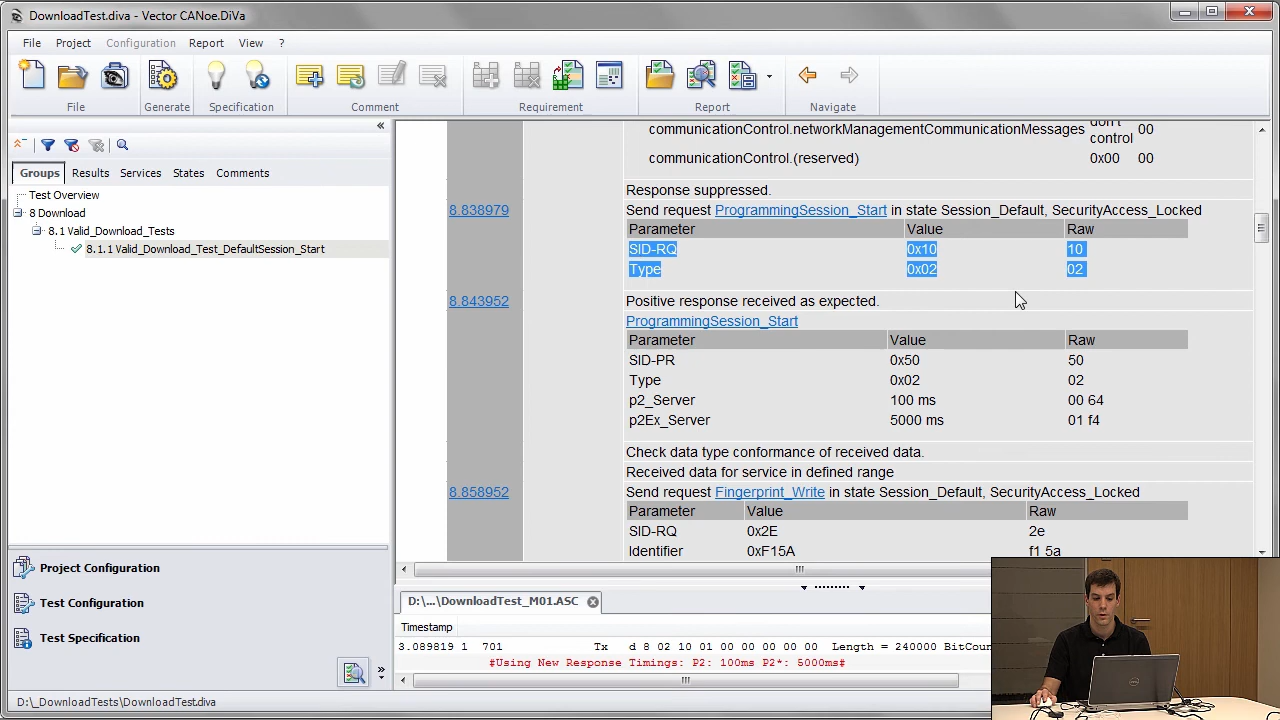 DownloadTest.diva - Vector CANoe.DiVa
File Project Configuration Report View ?
File Generate Specification Comment Requirement Report Navigate
Groups Results Services States Comments
Test Overview
8 Download
8.1 Valid_Download_Tests
8.1.1 Valid_Download_Test_DefaultSession_Start
Project Configuration
Test Configuration
Test Specification
communicationControl.networkManagementCommunicationMessages don't control 00
communicationControl.(reserved) 0x00 00
Response suppressed.
8.838979 Send request ProgrammingSession_Start in state Session_Default, SecurityAccess_Locked
Parameter Value Raw
SID-RQ 0x10 10
Type 0x02 02
8.843952 Positive response received as expected.
ProgrammingSession_Start
Parameter Value Raw
SID-PR 0x50 50
Type 0x02 02
p2_Server 100 ms 00 64
p2Ex_Server 5000 ms 01 f4
Check data type conformance of received data.
Received data for service in defined range
8.858952 Send request Fingerprint_Write in state Session_Default, SecurityAccess_Locked
Parameter Value Raw
SID-RQ 0x2E 2e
Identifier 0xF15A f1 5a
D:\...\DownloadTest_M01.ASC
Timestamp
3.089819 1 701 Tx d 8 02 10 01 00 00 00 00 00 Length = 240000 BitCoun
#Using New Response Timings: P2: 100ms P2*: 5000ms#
D:\_DownloadTests\DownloadTest.diva